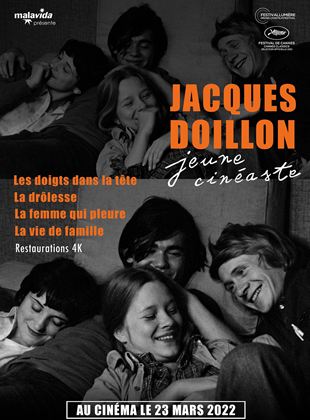 malavida
présente
FESTIVAL LUMIÈRE
FESTIVAL DE CANNES
JACQUES
DOILLON
jeune
cinéaste
Les doigts dans la tête
La drôlesse
La femme qui pleure
La vie de famille
Restaurations 4K
AU CINÉMA LE 23 MARS 2022